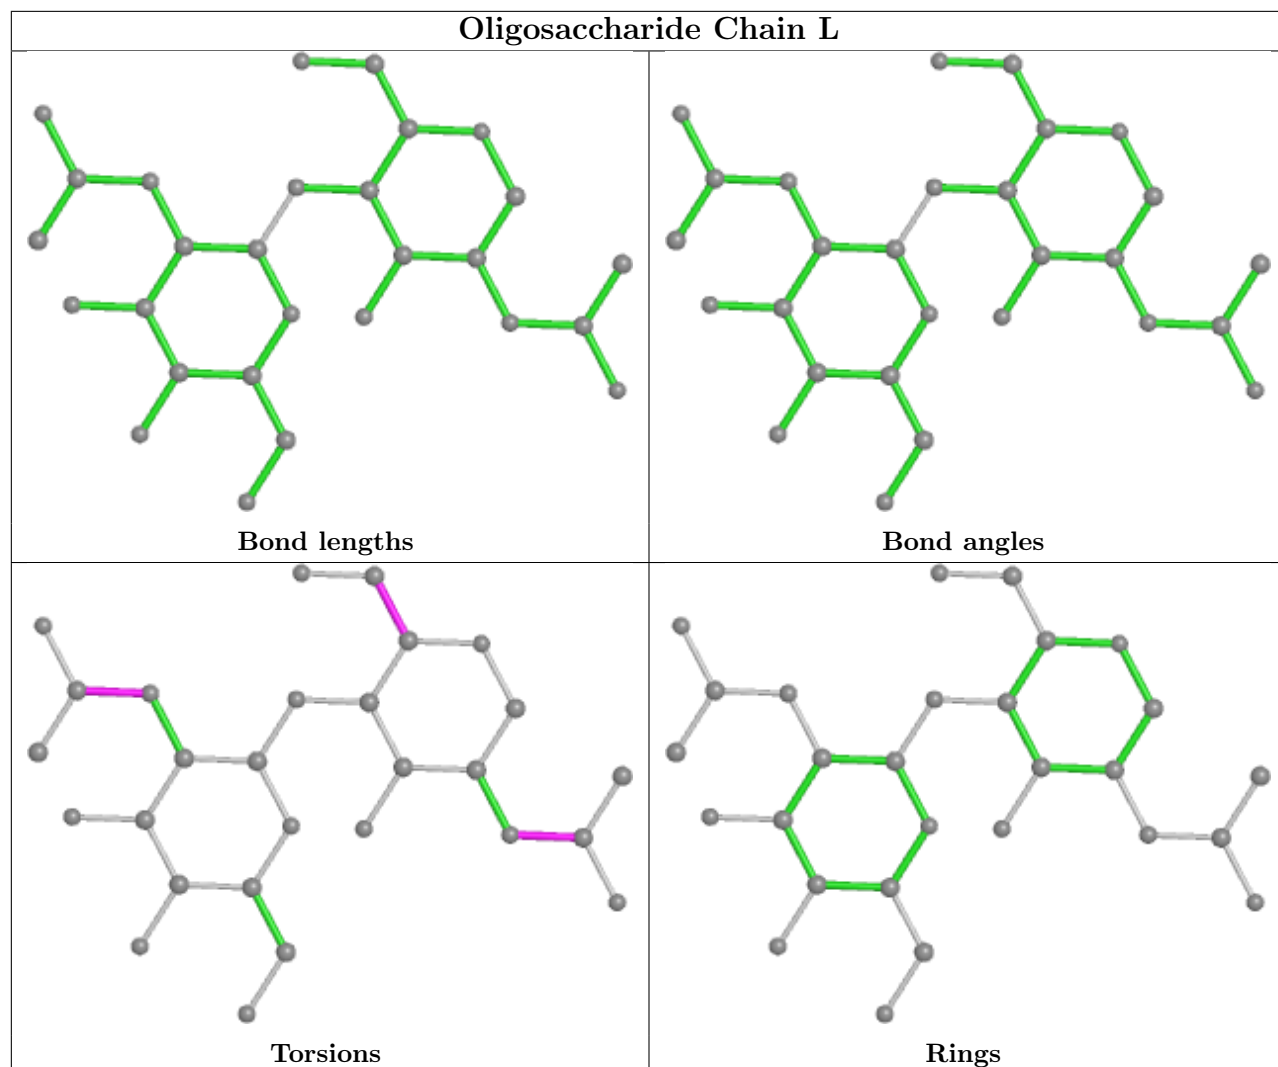 Oligosaccharide Chain L
Bond lengths
Bond angles
Torsions
Rings